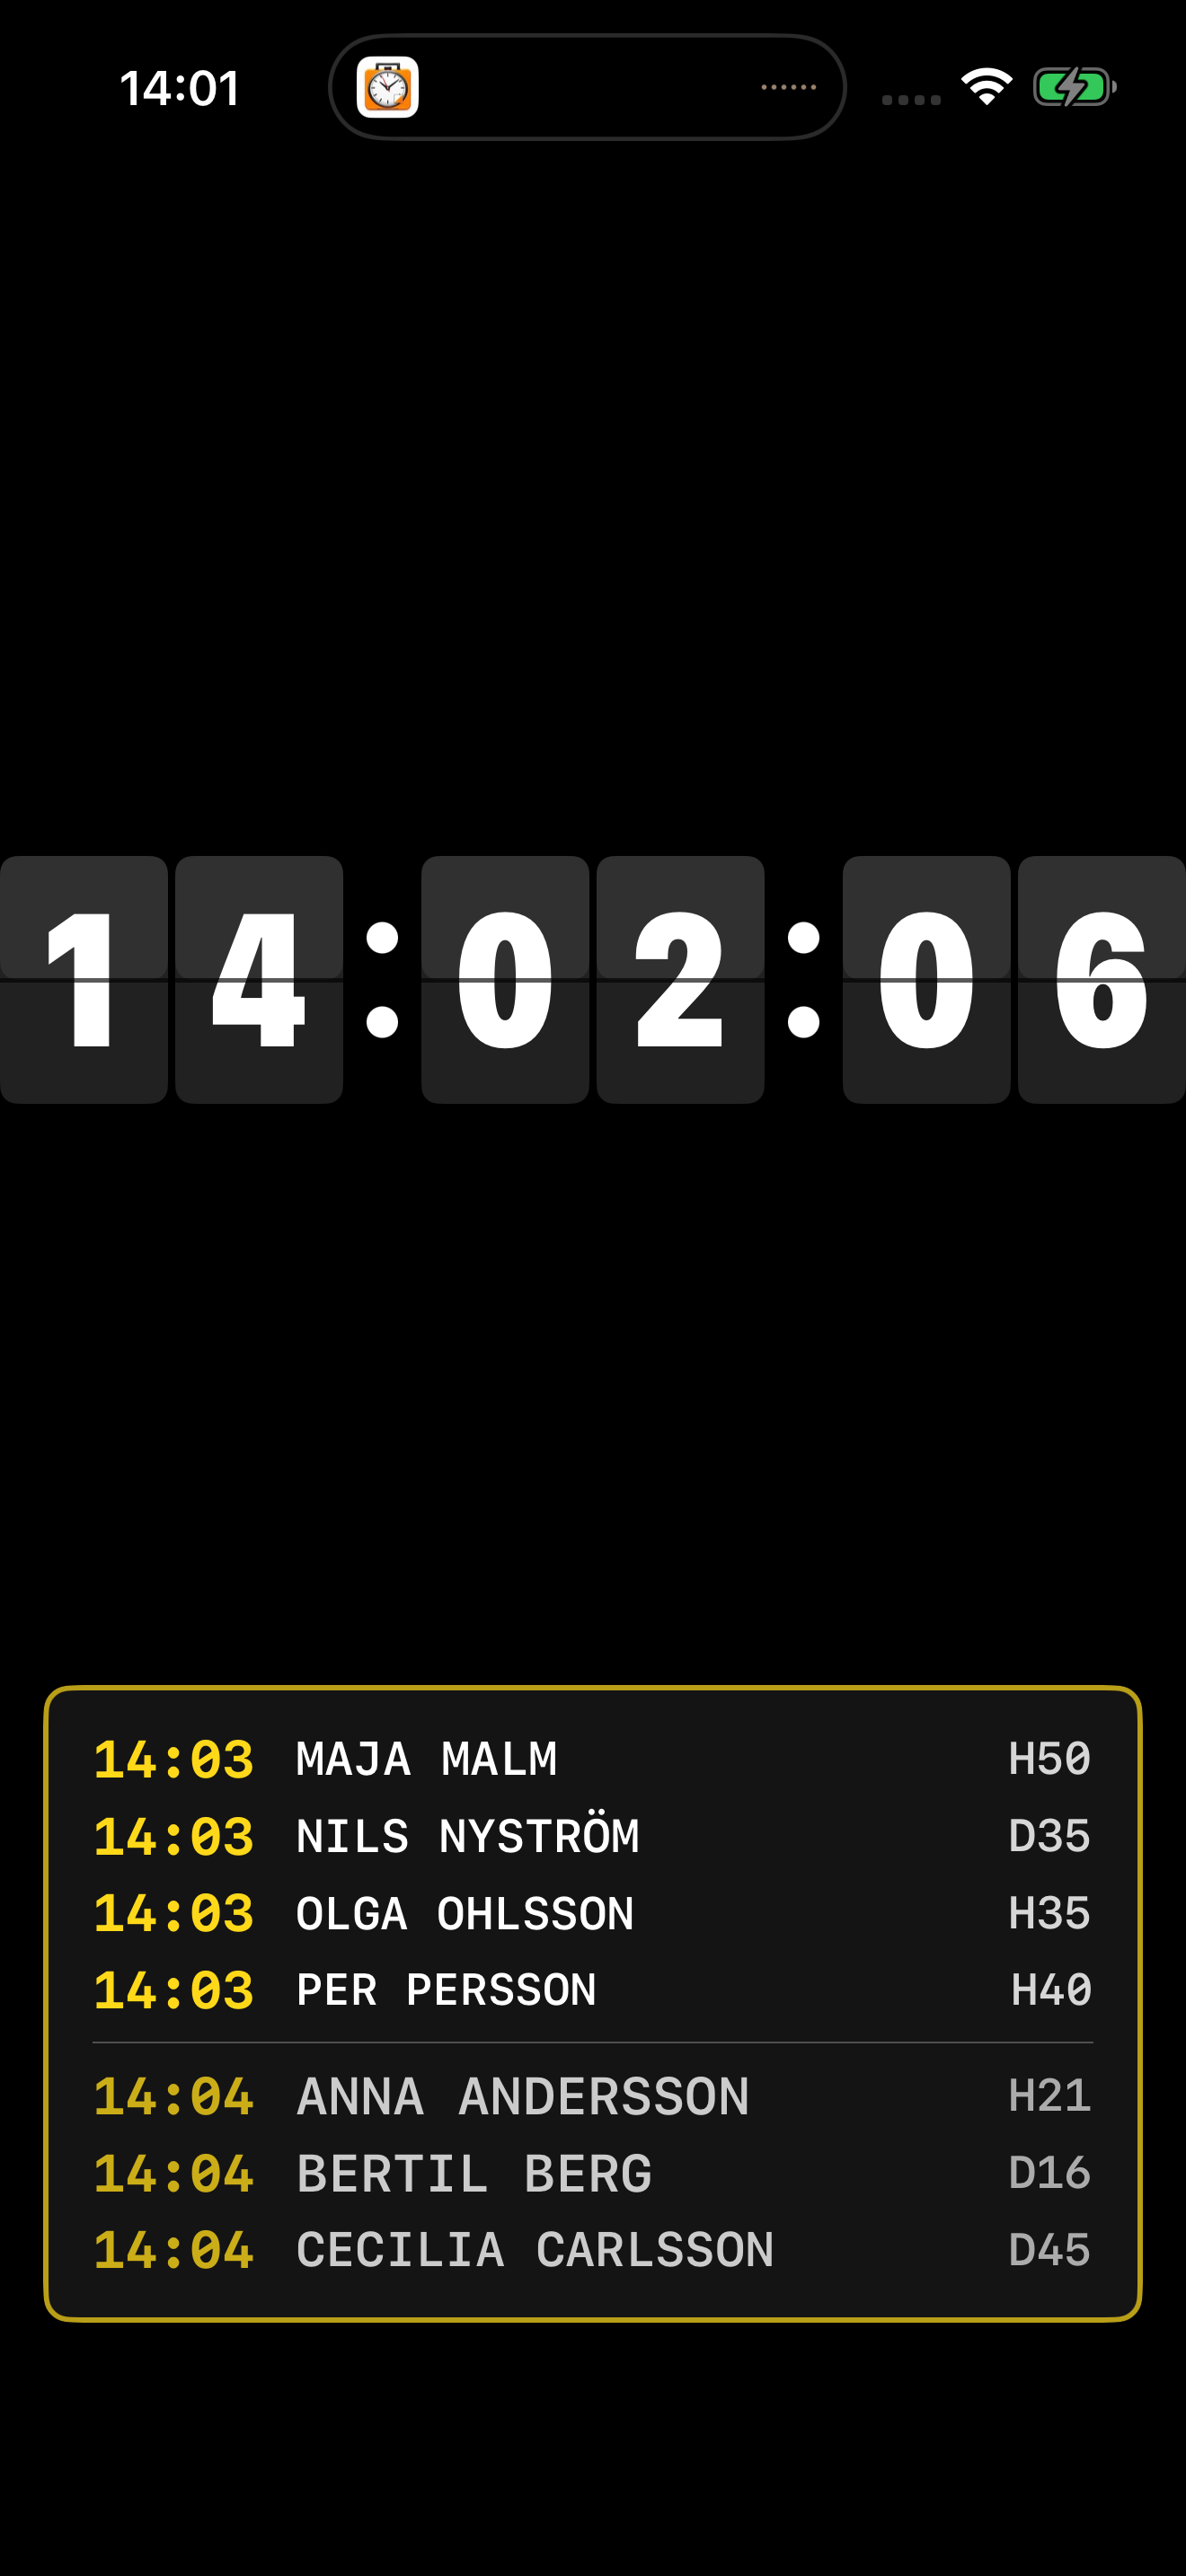 14:01
14:02:06
14:03 MAJA MALM H50
14:03 NILS NYSTRÖM D35
14:03 OLGA OHLSSON H35
14:03 PER PERSSON H40
14:04 ANNA ANDERSSON H21
14:04 BERTIL BERG D16
14:04 CECILIA CARLSSON D45